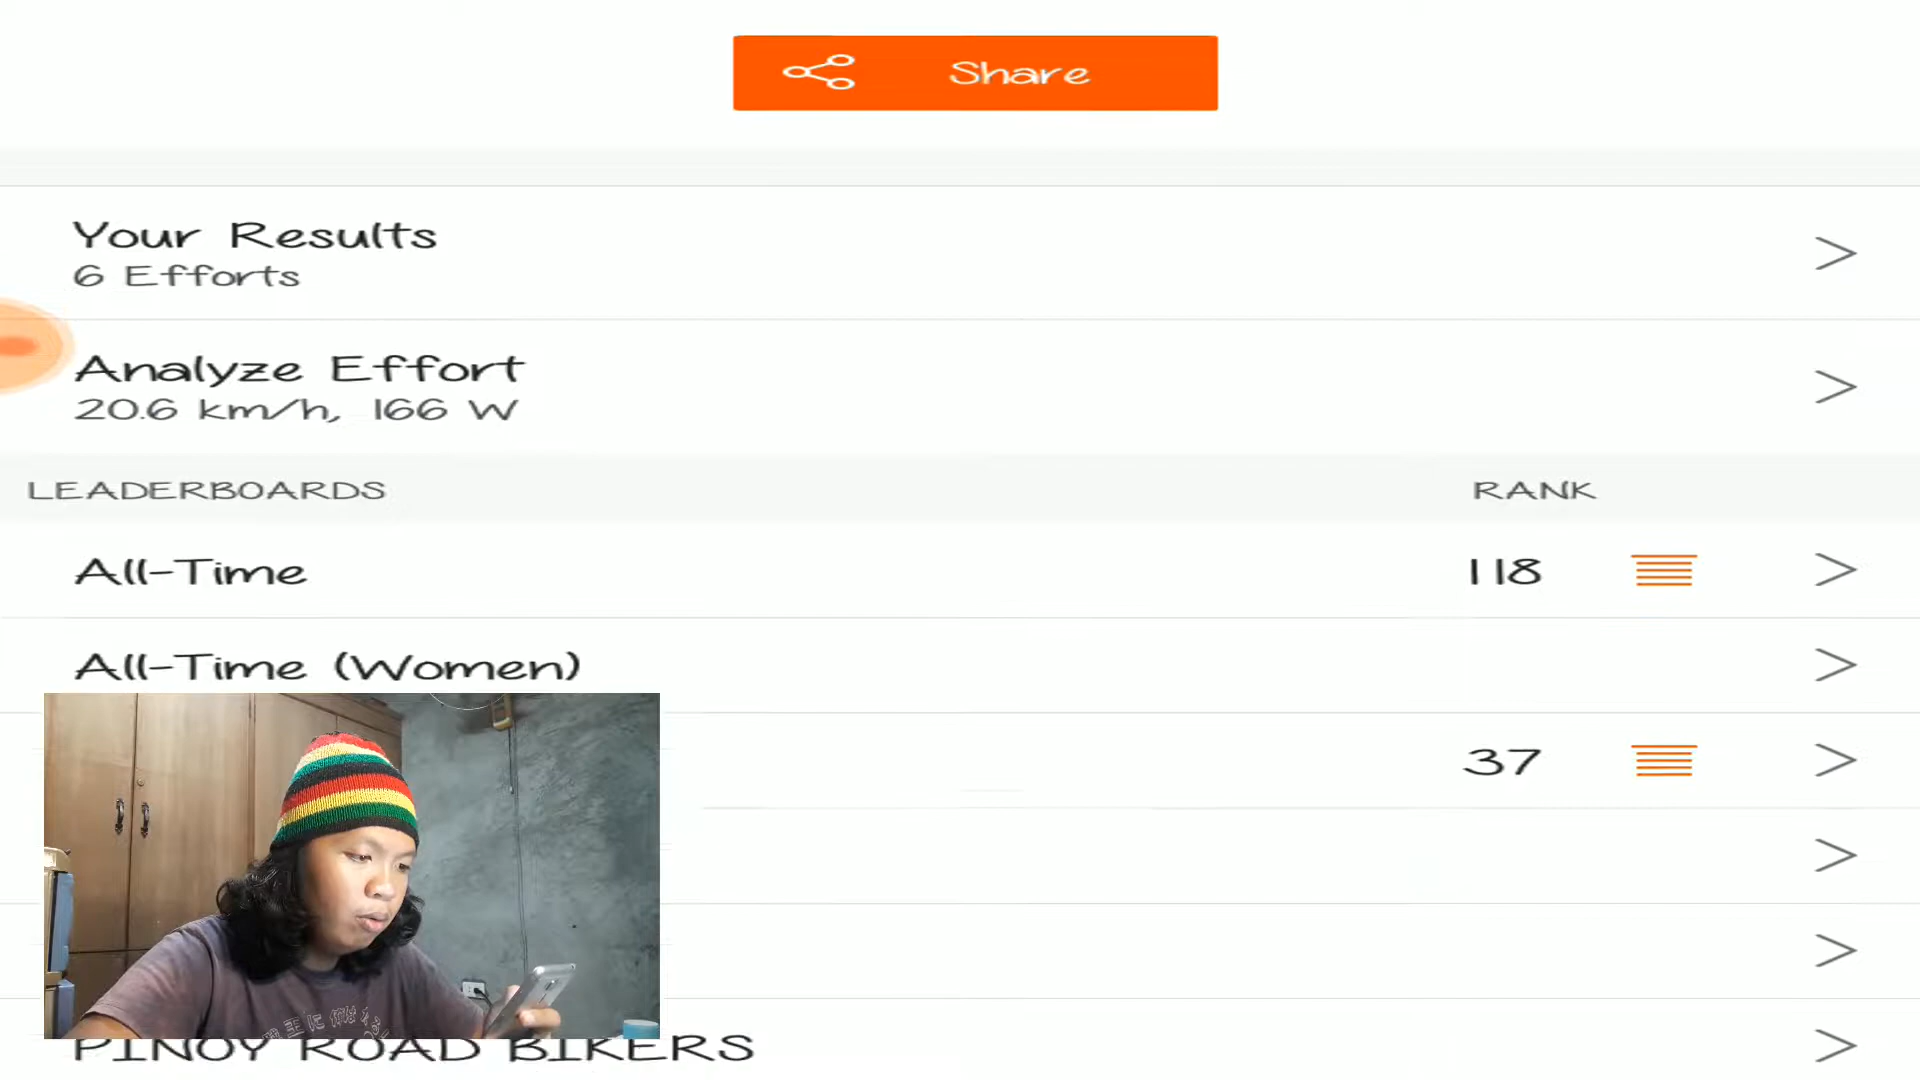 Share
Your Results
6 Efforts
Analyze Effort
20.6 km/h, 166 W
LEADERBOARDS RANK
All-Time 118
All-Time (Women)
37
PINOY ROAD BIKERS